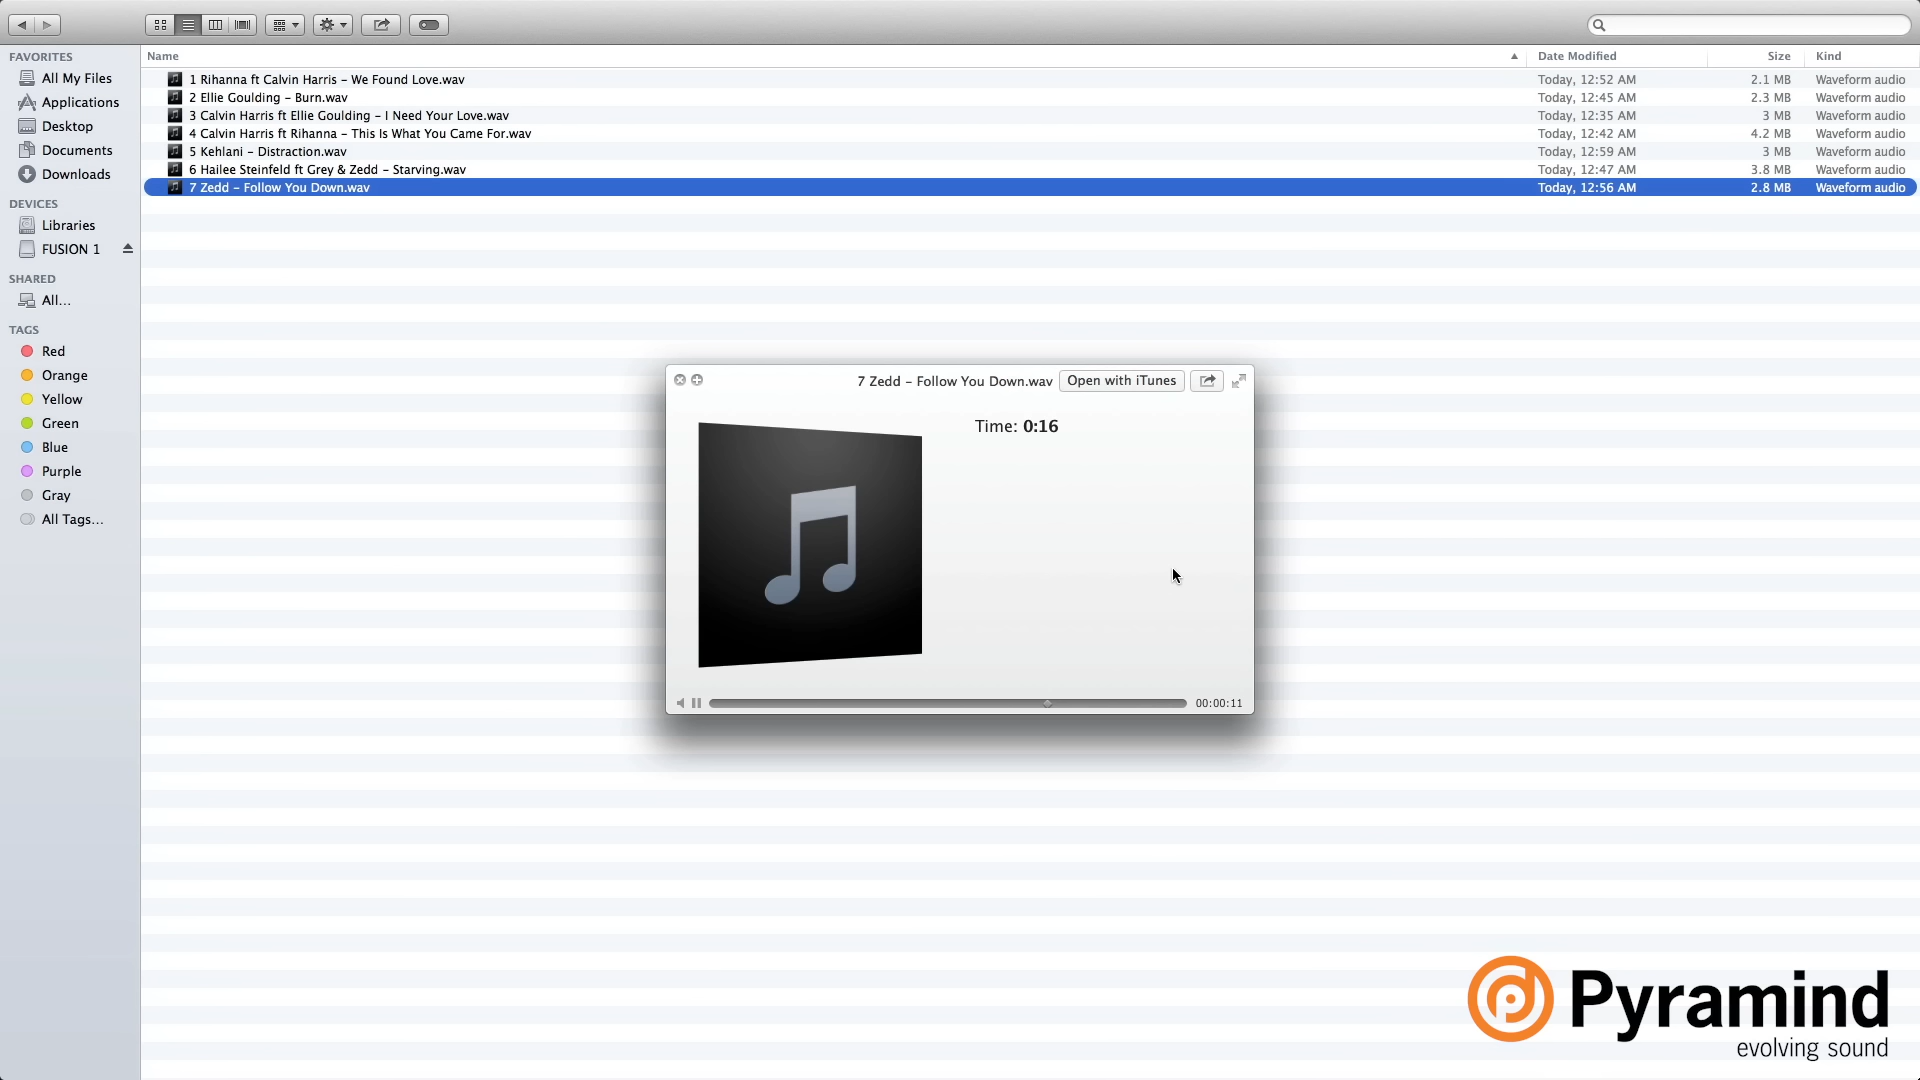 Name Date Modified Size Kind
FAVORITES
All My Files
Applications
Desktop
Documents
Downloads
DEVICES
Libraries
FUSION 1
SHARED
All...
TAGS
Red
Orange
Yellow
Green
Blue
Purple
Gray
All Tags...
1 Rihanna ft Calvin Harris – We Found Love.wav Today, 12:52 AM 2.1 MB Waveform audio
2 Ellie Goulding – Burn.wav Today, 12:45 AM 2.3 MB Waveform audio
3 Calvin Harris ft Ellie Goulding – I Need Your Love.wav Today, 12:35 AM 3 MB Waveform audio
4 Calvin Harris ft Rihanna – This Is What You Came For.wav Today, 12:42 AM 4.2 MB Waveform audio
5 Kehlani – Distraction.wav Today, 12:59 AM 3 MB Waveform audio
6 Hailee Steinfeld ft Grey & Zedd – Starving.wav Today, 12:47 AM 3.8 MB Waveform audio
7 Zedd – Follow You Down.wav Today, 12:56 AM 2.8 MB Waveform audio
7 Zedd – Follow You Down.wav Open with iTunes
Time: 0:16
00:00:11
Pyramind
evolving sound